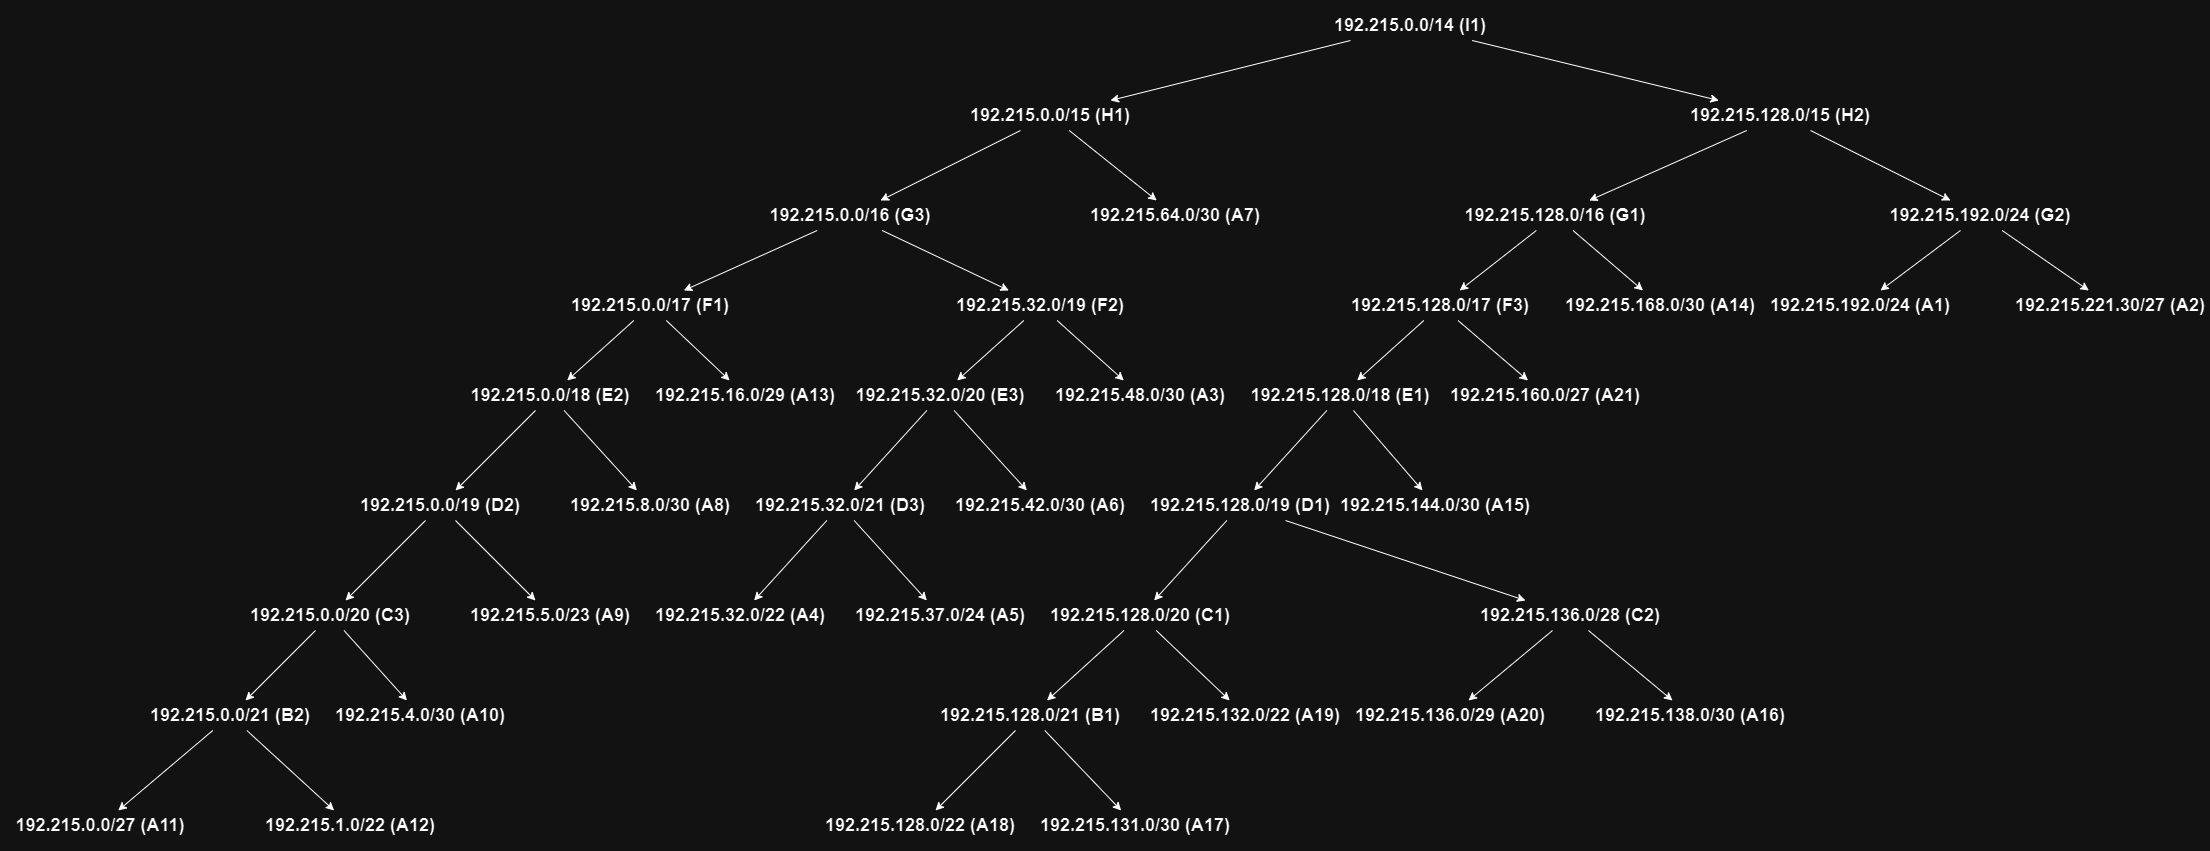 192.215.0.0/14 (I1)
192.215.0.0/15 (H1)
192.215.128.0/15 (H2)
192.215.0.0/16 (G3)
192.215.64.0/30 (A7)
192.215.128.0/16 (G1)
192.215.192.0/24 (G2)
192.215.0.0/17 (F1)
192.215.32.0/19 (F2)
192.215.128.0/17 (F3)
192.215.168.0/30 (A14)
192.215.192.0/24 (A1)
192.215.221.30/27 (A2)
192.215.0.0/18 (E2)
192.215.16.0/29 (A13)
192.215.32.0/20 (E3)
192.215.48.0/30 (A3)
192.215.128.0/18 (E1)
192.215.160.0/27 (A21)
192.215.0.0/19 (D2)
192.215.8.0/30 (A8)
192.215.32.0/21 (D3)
192.215.42.0/30 (A6)
192.215.128.0/19 (D1)
192.215.144.0/30 (A15)
192.215.0.0/20 (C3)
192.215.5.0/23 (A9)
192.215.32.0/22 (A4)
192.215.37.0/24 (A5)
192.215.128.0/20 (C1)
192.215.136.0/28 (C2)
192.215.0.0/21 (B2)
192.215.4.0/30 (A10)
192.215.128.0/21 (B1)
192.215.132.0/22 (A19)
192.215.136.0/29 (A20)
192.215.138.0/30 (A16)
192.215.0.0/27 (A11)
192.215.1.0/22 (A12)
192.215.128.0/22 (A18)
192.215.131.0/30 (A17)